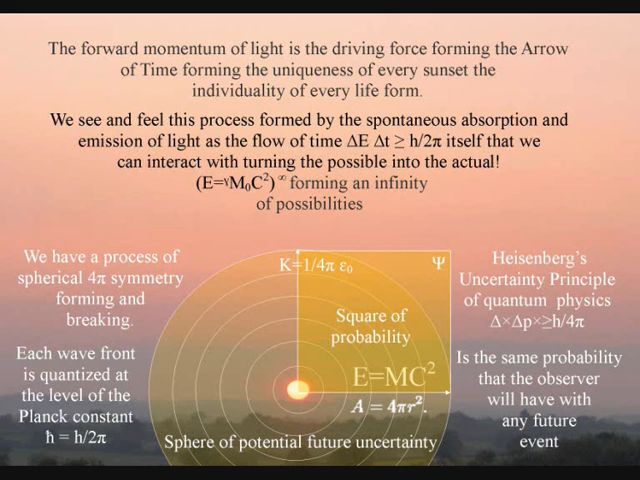 The forward momentum of light is the driving force forming the Arrow
of Time forming the uniqueness of every sunset the
individuality of every life form.
We see and feel this process formed by the spontaneous absorption and
emission of light as the flow of time ΔE Δt ≥ h/2π itself that we
can interact with turning the possible into the actual!
(E=ᵞM₀C²)∞ forming an infinity
of possibilities
We have a process of
spherical 4π symmetry
forming and
breaking.
Each wave front
is quantized at
the level of the
Planck constant
ħ = h/2π
K=1/4π ε₀
Ψ
Square of
probability
E=MC²
A = 4πr².
Sphere of potential future uncertainty
Heisenberg’s
Uncertainty Principle
of quantum physics
Δ×Δp×≥h/4π
Is the same probability
that the observer
will have with
any future
event